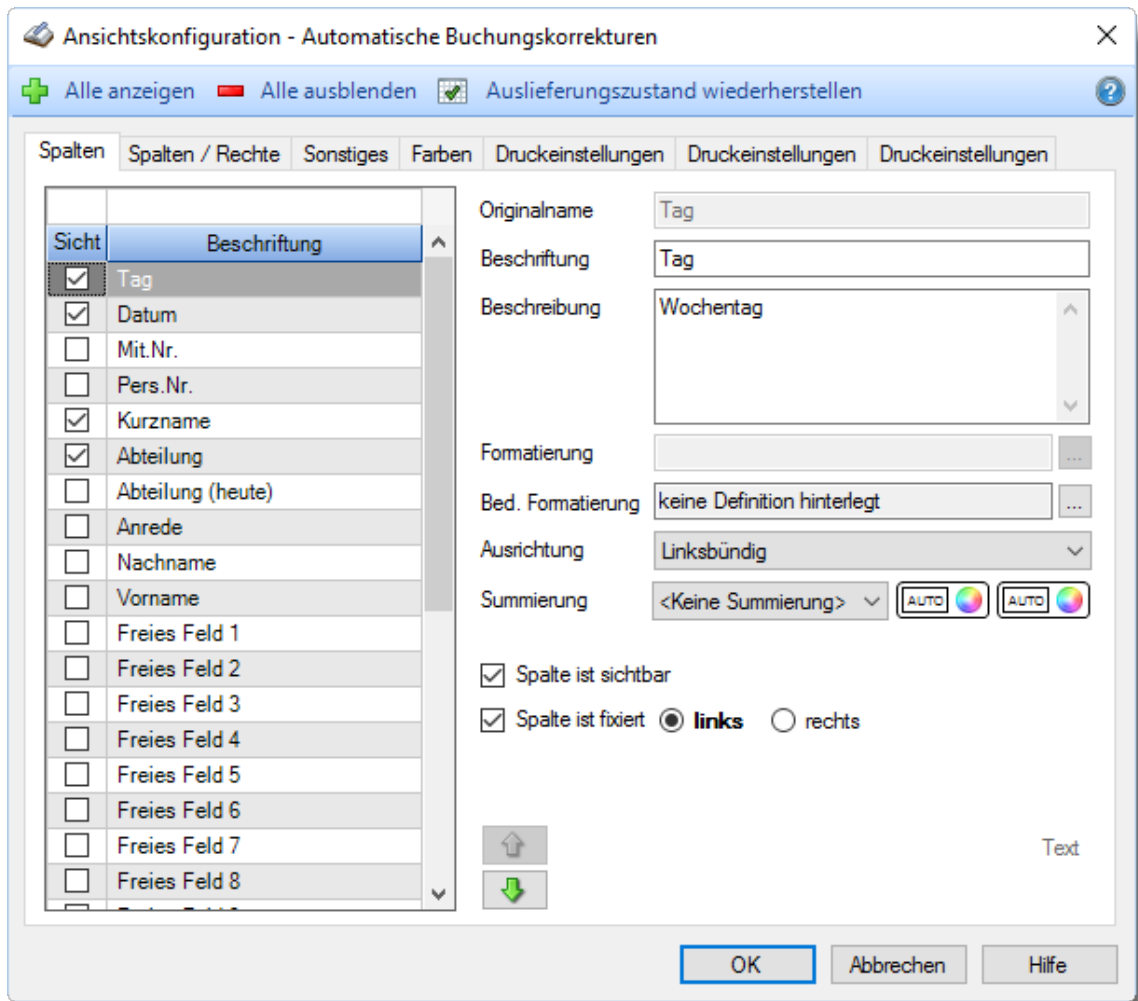 Ansichtskonfiguration - Automatische Buchungskorrekturen
Alle anzeigen Alle ausblenden Auslieferungszustand wiederherstellen ?
Spalten Spalten / Rechte Sonstiges Farben Druckeinstellungen Druckeinstellungen Druckeinstellungen
Sicht Beschriftung
Tag
Datum
Mit.Nr.
Pers.Nr.
Kurzname
Abteilung
Abteilung (heute)
Anrede
Nachname
Vorname
Freies Feld 1
Freies Feld 2
Freies Feld 3
Freies Feld 4
Freies Feld 5
Freies Feld 6
Freies Feld 7
Freies Feld 8
Originalname Tag
Beschriftung Tag
Beschreibung Wochentag
Formatierung ...
Bed. Formatierung keine Definition hinterlegt ...
Ausrichtung Linksbündig
Summierung <Keine Summierung> AUTO AUTO
Spalte ist sichtbar
Spalte ist fixiert links rechts
Text
OK Abbrechen Hilfe